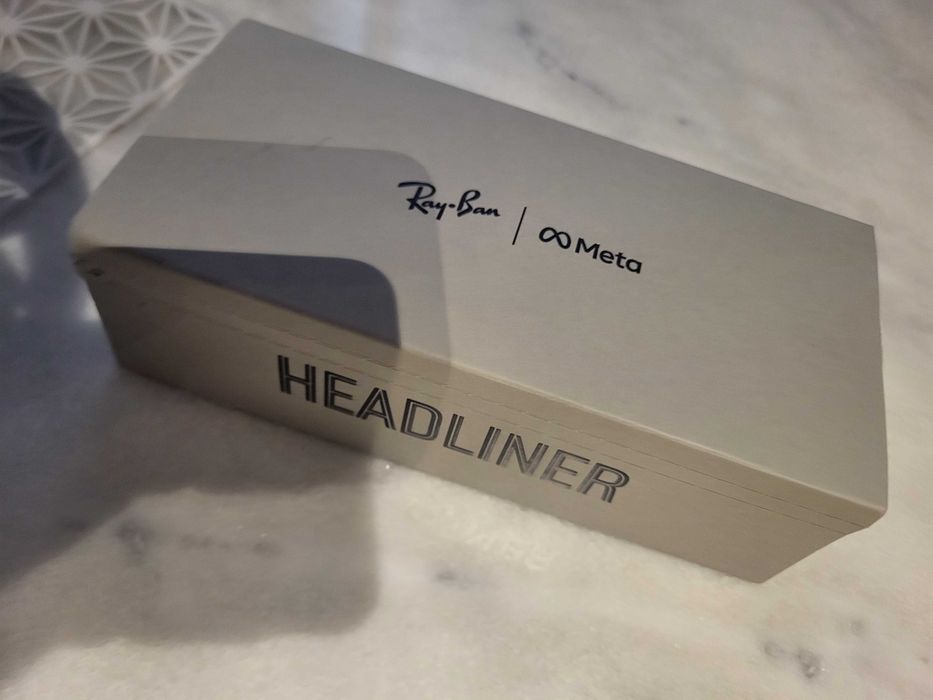 Ray-Ban | ∞ Meta
HEADLINER